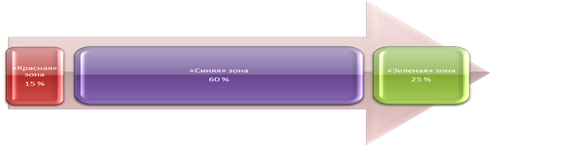 «Красная»
зона
15 %
«Синяя» зона
60 %
«Зеленая» зона
25 %